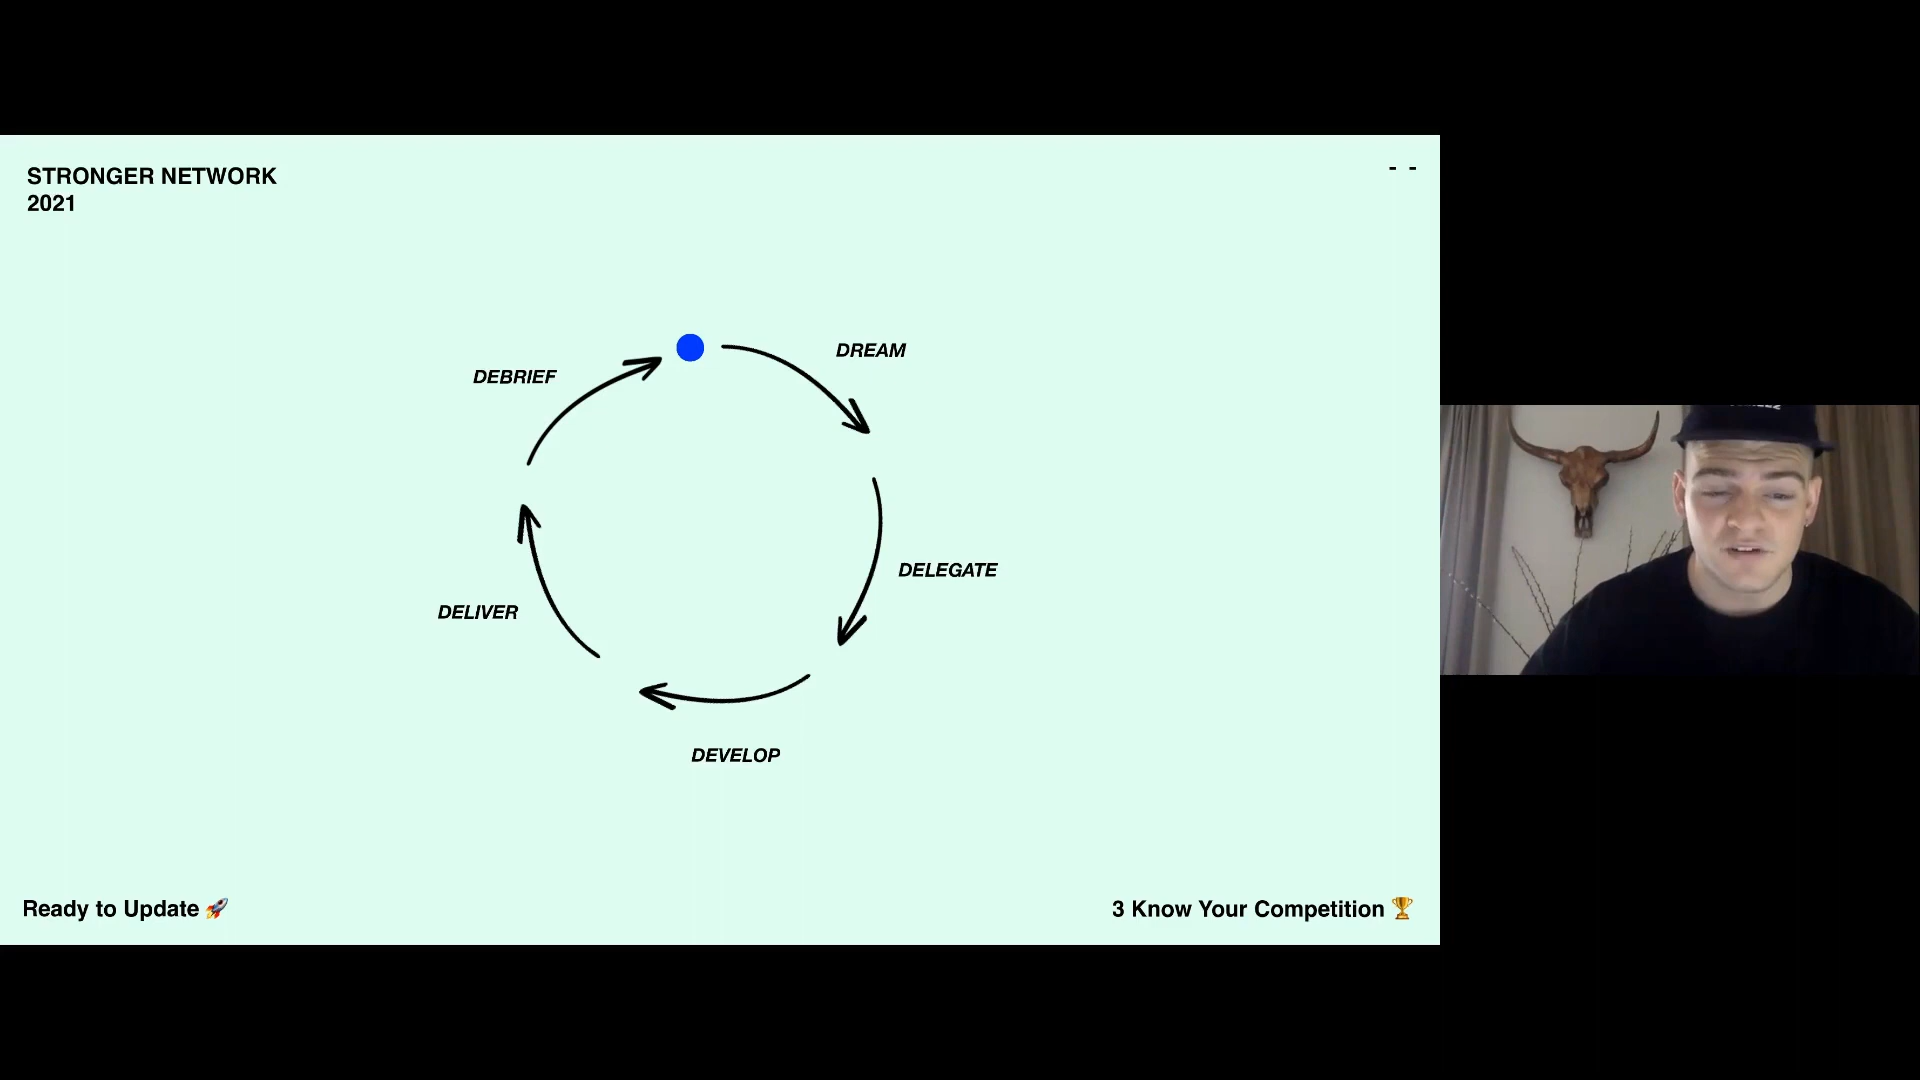 STRONGER NETWORK
2021
- -
DREAM
DEBRIEF
DELEGATE
DELIVER
DEVELOP
Ready to Update 🚀
3 Know Your Competition 🏆